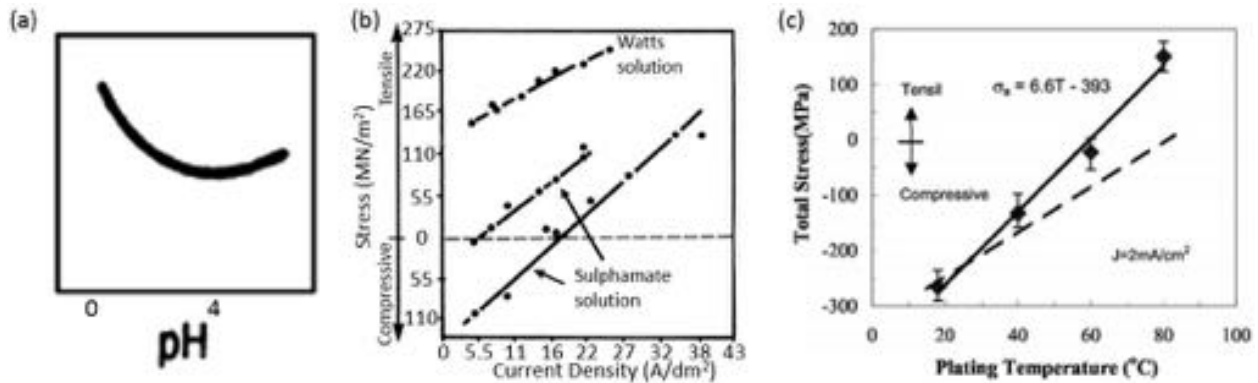 (a)
0 4
pH
(b)
Stress (MN/m²)
Tensile
Compressive
275
220
165
110
55
0
55
110
Watts
solution
Sulphamate
solution
0 5.5 11 16 22 27 32 38 43
Current Density (A/dm²)
(c)
Total Stress(MPa)
200
100
0
-100
-200
-300
σₛ = 6.6T - 393
Tensil
Compressive
J=2mA/cm²
0 20 40 60 80 100
Plating Temperature (°C)